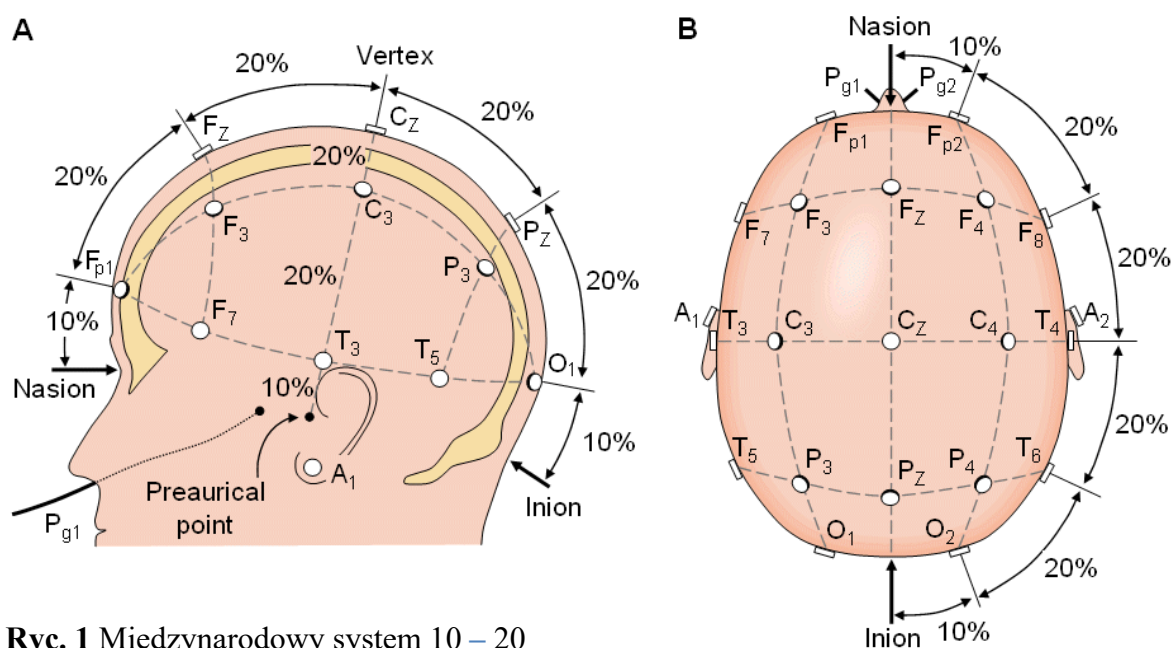 A
20%
Vertex
20%
F_Z
C_Z
20%
20%
20%
C_3
F_3
P_Z
F_p1
P_3
20%
20%
10%
F_7
T_3
T_5
O_1
Nasion
10%
10%
A_1
Preaurical
point
Inion
P_g1
B
Nasion
10%
P_g1
P_g2
F_p1
F_p2
20%
F_7
F_3
F_Z
F_4
F_8
20%
A_1
T_3
C_3
C_Z
C_4
T_4
A_2
20%
T_5
P_3
P_Z
P_4
T_6
O_1
O_2
20%
Inion
10%
Ryc. 1 Międzynarodowy system 10 – 20